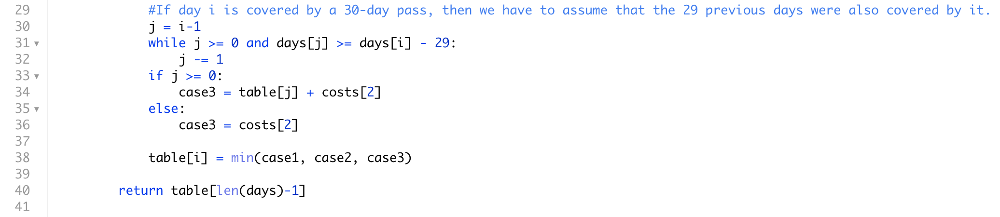 29 #If day i is covered by a 30-day pass, then we have to assume that the 29 previous days were also covered by it.
30 j = i-1
31 ▾ while j >= 0 and days[j] >= days[i] - 29:
32 j -= 1
33 ▾ if j >= 0:
34 case3 = table[j] + costs[2]
35 ▾ else:
36 case3 = costs[2]
37
38 table[i] = min(case1, case2, case3)
39
40 return table[len(days)-1]
41